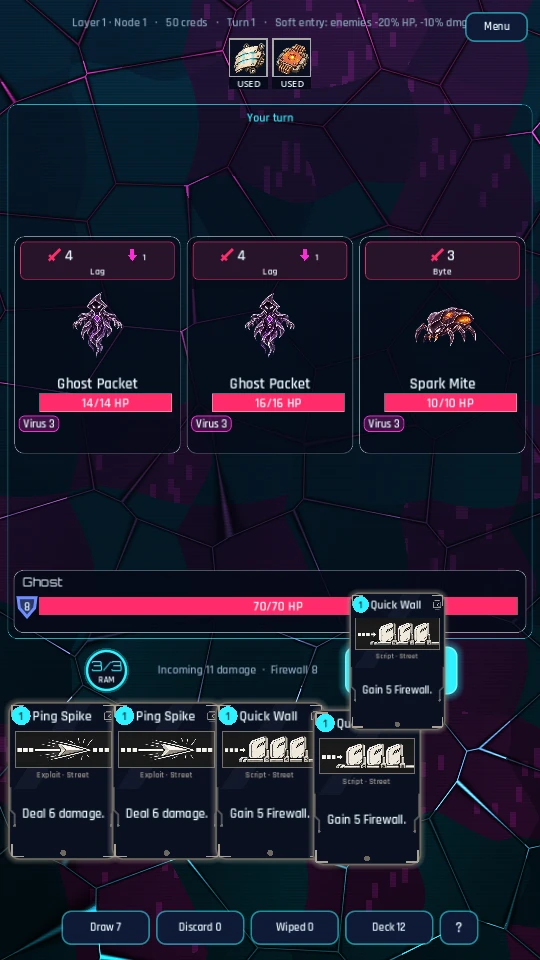 Layer 1 · Node 1 · 50 creds · Turn 1 · Soft entry: enemies -20% HP, -10% dmg
Menu
USED
USED
Your turn
4
1
Lag
4
1
Lag
3
Byte
Ghost Packet
Ghost Packet
Spark Mite
14/14 HP
16/16 HP
10/10 HP
Virus 3
Virus 3
Virus 3
Ghost
8
70/70 HP
1
Quick Wall
Script · Street
Gain 5 Firewall.
3/3
RAM
Incoming 11 damage · Firewall 8
1
Ping Spike
Exploit · Street
Deal 6 damage.
1
Ping Spike
Exploit · Street
Deal 6 damage.
1
Quick Wall
Script · Street
Gain 5 Firewall.
1
Script · Street
Gain 5 Firewall.
Draw 7
Discard 0
Wiped 0
Deck 12
?